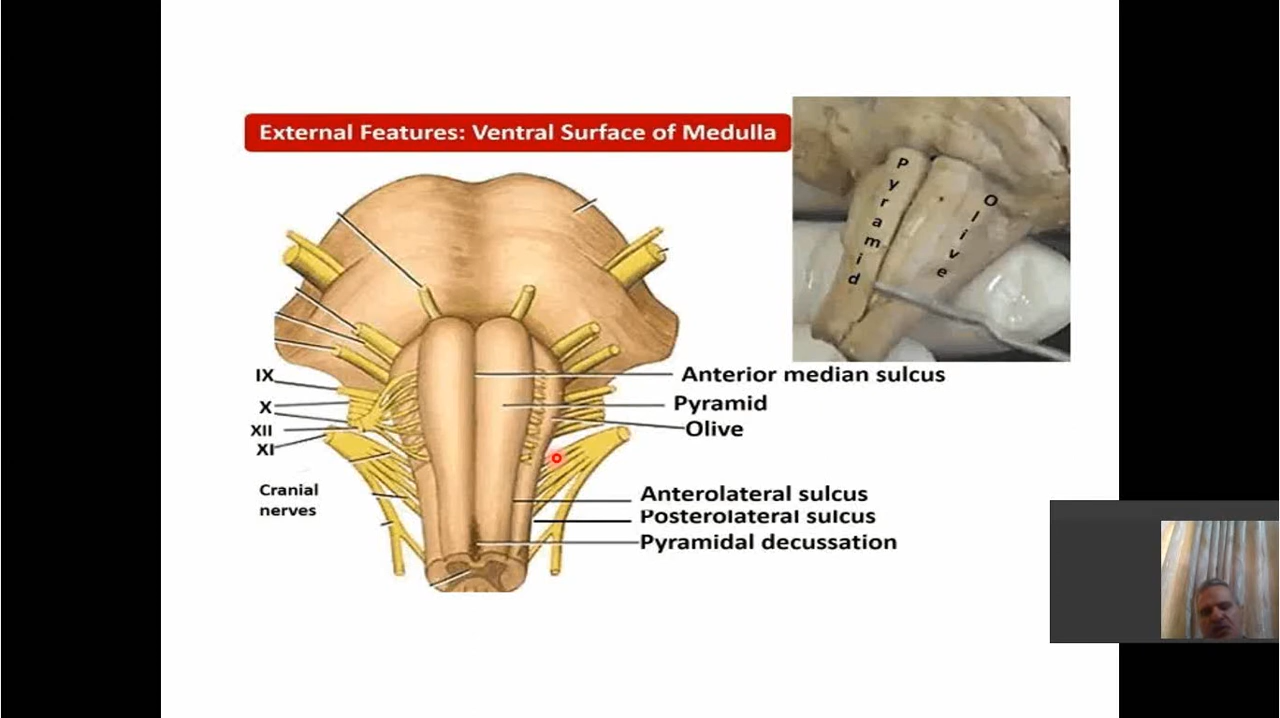 External Features: Ventral Surface of Medulla
Pyramid
Olive
IX
X
XII
XI
Cranial
nerves
Anterior median sulcus
Pyramid
Olive
Anterolateral sulcus
Posterolateral sulcus
Pyramidal decussation